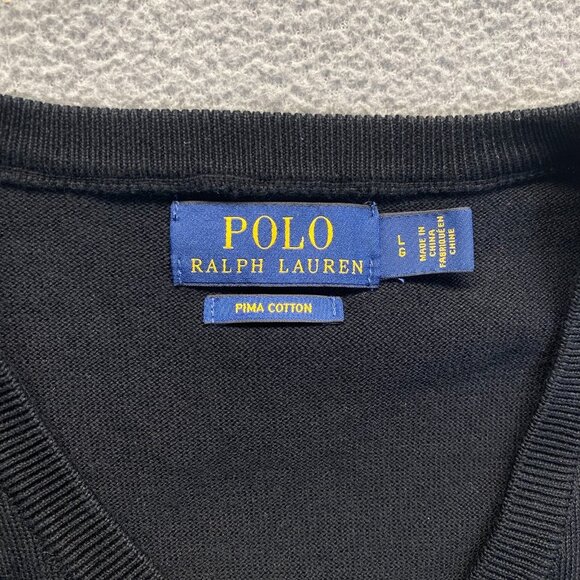 POLO
RALPH LAUREN
PIMA COTTON
L
G
MADE IN
CHINA
FABRIQUÉ EN
CHINE